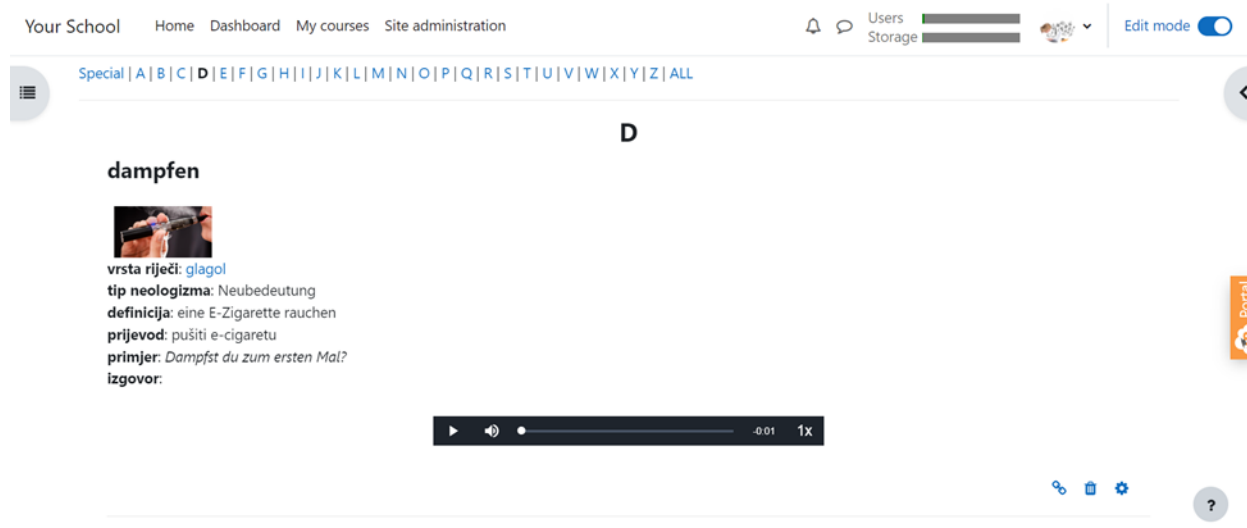 Your School Home Dashboard My courses Site administration Users Edit mode
Storage
Special | A | B | C | D | E | F | G | H | I | J | K | L | M | N | O | P | Q | R | S | T | U | V | W | X | Y | Z | ALL
D
dampfen
vrsta riječi: glagol
tip neologizma: Neubedeutung
definicija: eine E-Zigarette rauchen
prijevod: pušiti e-cigaretu
primjer: Dampfst du zum ersten Mal?
izgovor:
Portal
-0:01 1x
?